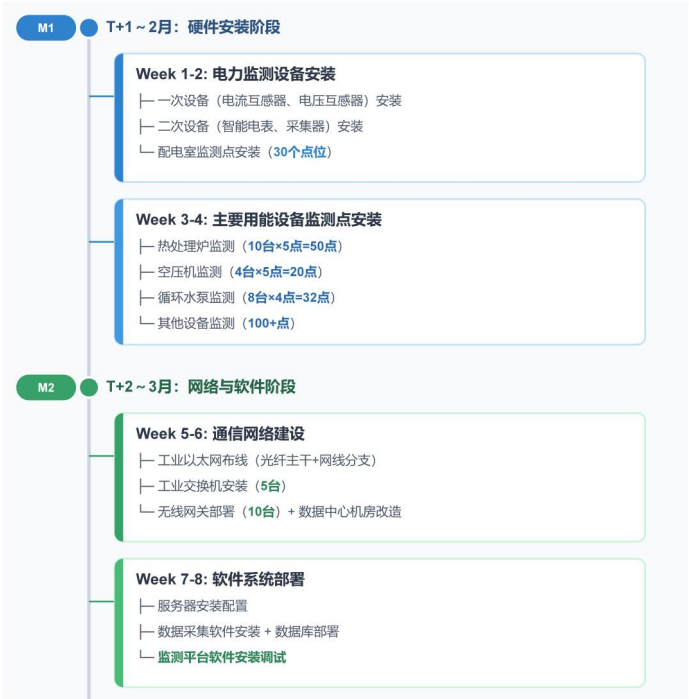 M1
T+1~2月：硬件安装阶段
Week 1-2: 电力监测设备安装
├─ 一次设备（电流互感器、电压互感器）安装
├─ 二次设备（智能电表、采集器）安装
└─ 配电室监测点安装（30个点位）
Week 3-4: 主要用能设备监测点安装
├─ 热处理炉监测（10台×5点=50点）
├─ 空压机监测（4台×5点=20点）
├─ 循环水泵监测（8台×4点=32点）
└─ 其他设备监测（100+点）
M2
T+2~3月：网络与软件阶段
Week 5-6: 通信网络建设
├─ 工业以太网布线（光纤主干+网线分支）
├─ 工业交换机安装（5台）
└─ 无线网关部署（10台）+ 数据中心机房改造
Week 7-8: 软件系统部署
├─ 服务器安装配置
├─ 数据采集软件安装 + 数据库部署
└─ 监测平台软件安装调试